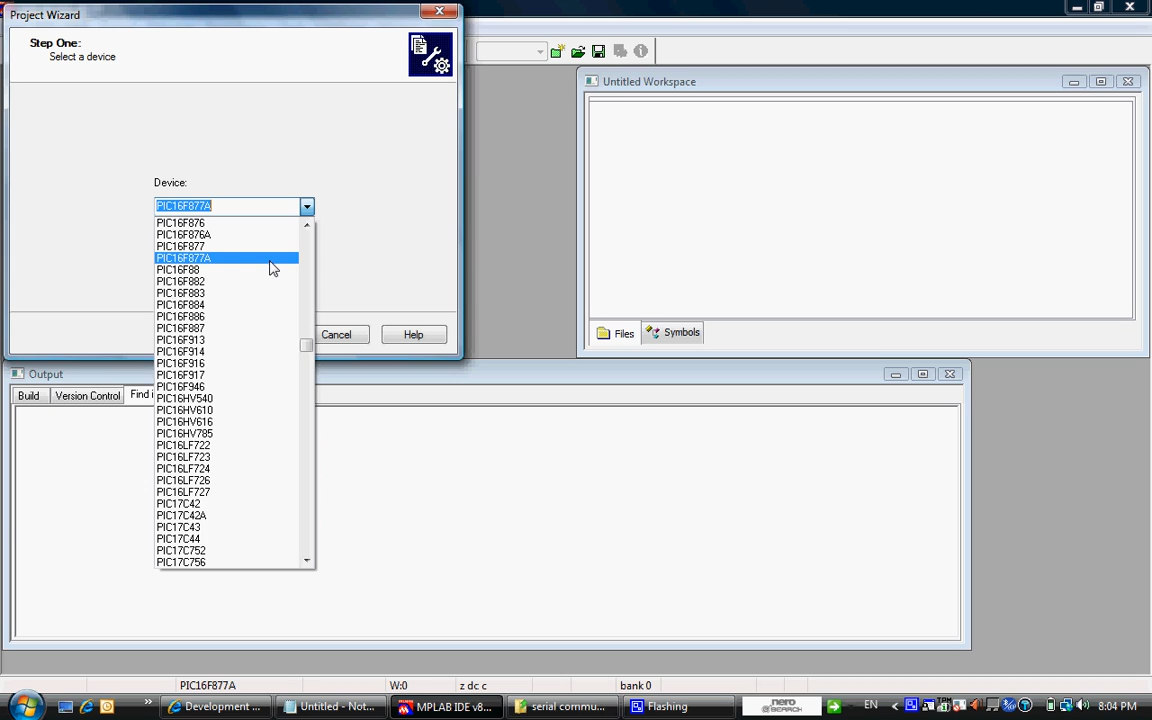 Project Wizard
Step One:
Select a device
Device:
PIC16F877A
PIC16F876
PIC16F876A
PIC16F877
PIC16F877A
PIC16F88
PIC16F882
PIC16F883
PIC16F884
PIC16F886
PIC16F887
PIC16F913
PIC16F914
PIC16F916
PIC16F917
PIC16F946
PIC16HV540
PIC16HV610
PIC16HV616
PIC16HV785
PIC16LF722
PIC16LF723
PIC16LF724
PIC16LF726
PIC16LF727
PIC17C42
PIC17C42A
PIC17C43
PIC17C44
PIC17C752
PIC17C756
Cancel
Help
Untitled Workspace
Files
Symbols
Output
Build
Version Control
Find i
PIC16F877A
W:0
z dc c
bank 0
Development ...
Untitled - Not...
MPLAB IDE v8...
serial commu...
Flashing
nero
SEARCH
EN
8:04 PM